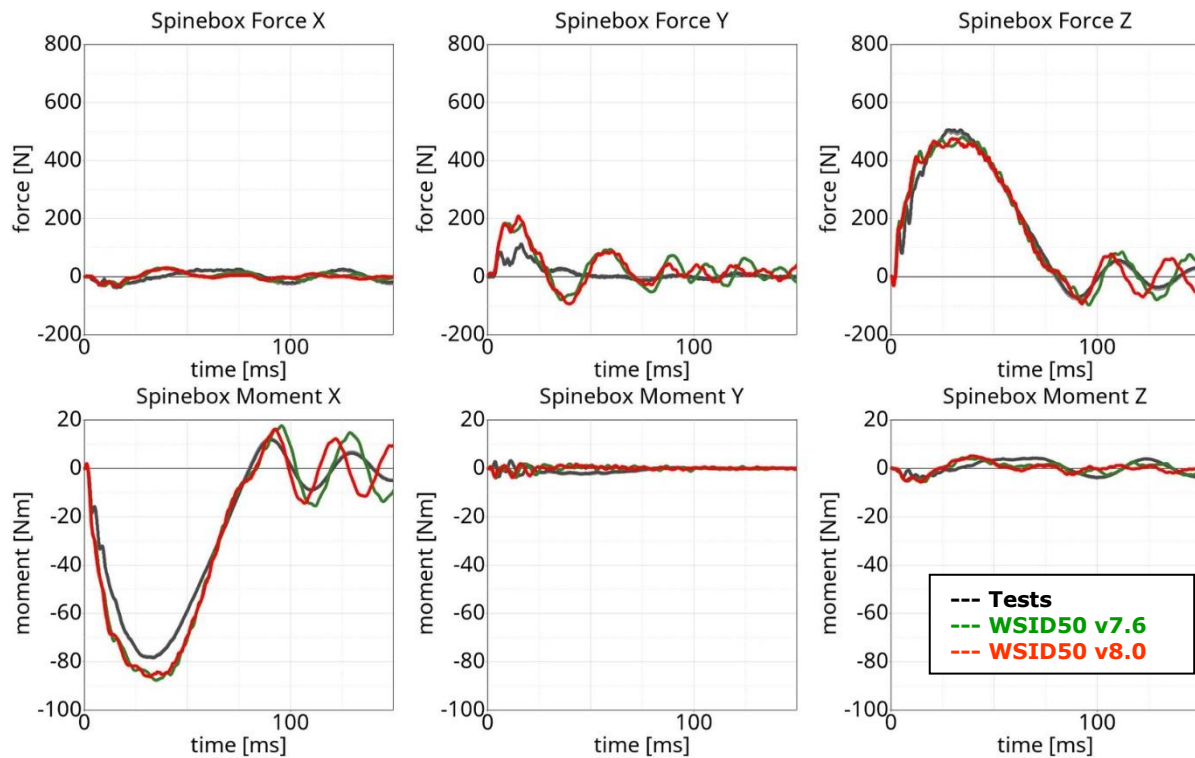 Spinebox Force X
Spinebox Force Y
Spinebox Force Z
force [N]
800
600
400
200
0
-200
0
100
time [ms]
force [N]
800
600
400
200
0
-200
0
100
time [ms]
force [N]
800
600
400
200
0
-200
0
100
time [ms]
Spinebox Moment X
Spinebox Moment Y
Spinebox Moment Z
moment [Nm]
20
0
-20
-40
-60
-80
-100
0
100
time [ms]
moment [Nm]
20
0
-20
-40
-60
-80
-100
0
100
time [ms]
moment [Nm]
20
0
-20
-40
-60
-80
-100
0
100
time [ms]
--- Tests
--- WSID50 v7.6
--- WSID50 v8.0